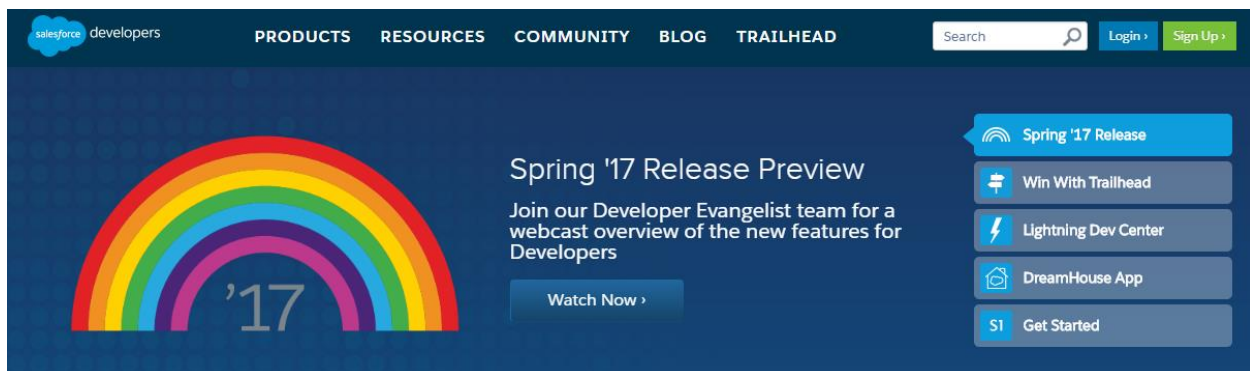 salesforce developers
PRODUCTS RESOURCES COMMUNITY BLOG TRAILHEAD
Search
Login ›
Sign Up ›
'17
Spring '17 Release Preview
Join our Developer Evangelist team for a
webcast overview of the new features for
Developers
Watch Now ›
Spring '17 Release
Win With Trailhead
Lightning Dev Center
DreamHouse App
S1 Get Started